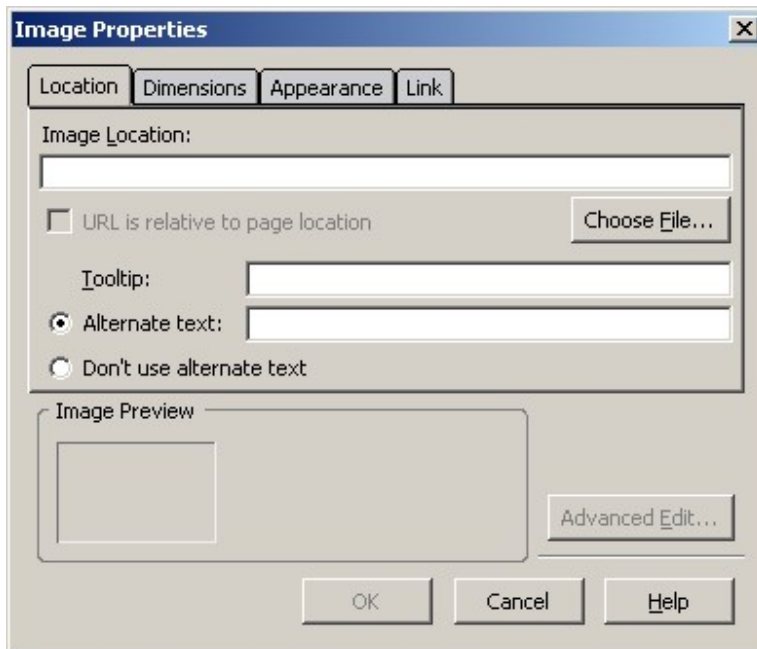 Image Properties
Location Dimensions Appearance Link
Image Location:
URL is relative to page location Choose File...
Tooltip:
Alternate text:
Don't use alternate text
Image Preview
Advanced Edit...
OK Cancel Help